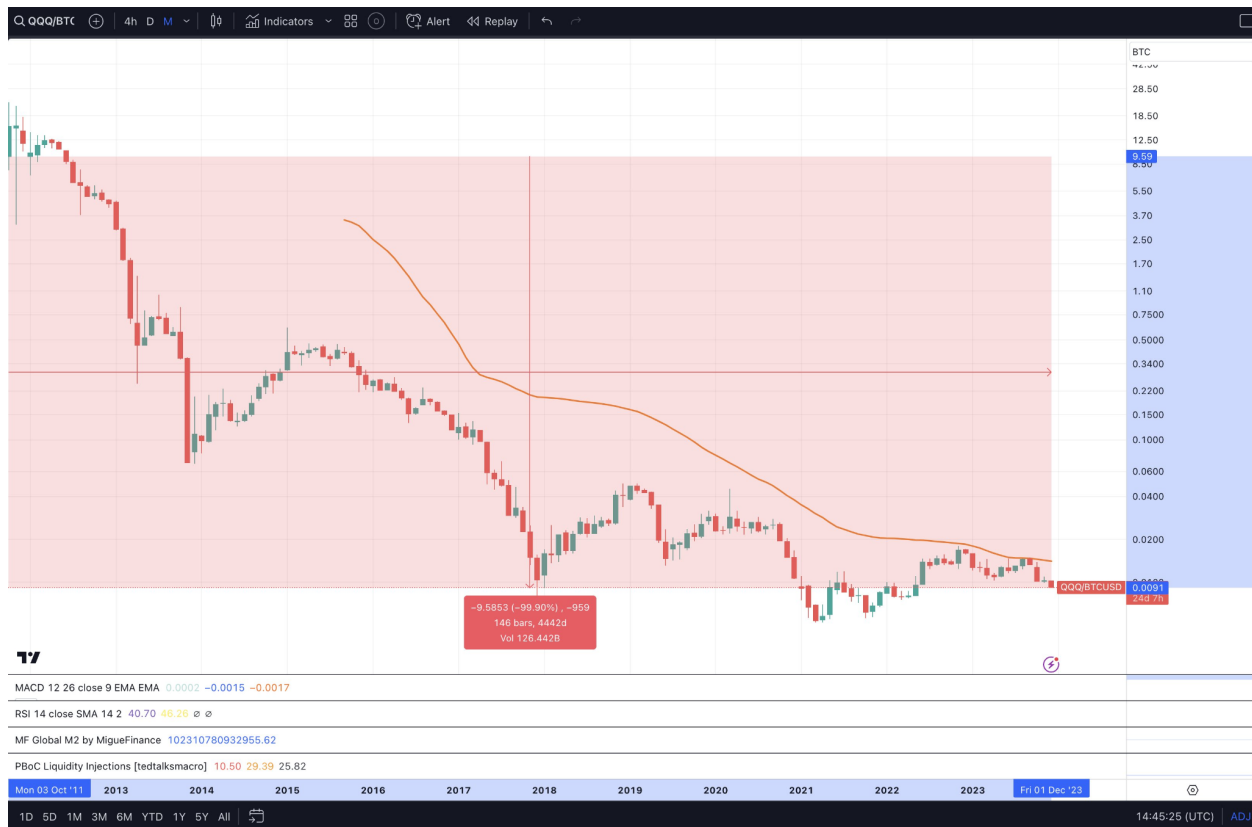 QQQ/BTC 4h D M Indicators Alert Replay
BTC
28.50
18.50
12.50
9.59
5.50
3.70
2.50
1.70
1.10
0.7500
0.5000
0.3400
0.2200
0.1500
0.1000
0.0600
0.0400
0.0200
QQQ/BTCUSD 0.0091
24d 7h
−9.5853 (−99.90%) , −959
146 bars, 4442d
Vol 126.442B
MACD 12 26 close 9 EMA EMA 0.0002 −0.0015 −0.0017
RSI 14 close SMA 14 2 40.70 46.26 ∅ ∅
MF Global M2 by MigueFinance 102310780932955.62
PBoC Liquidity Injections [tedtalksmacro] 10.50 29.39 25.82
Mon 03 Oct '11 2013 2014 2015 2016 2017 2018 2019 2020 2021 2022 2023 Fri 01 Dec '23
1D 5D 1M 3M 6M YTD 1Y 5Y All 14:45:25 (UTC) ADJ